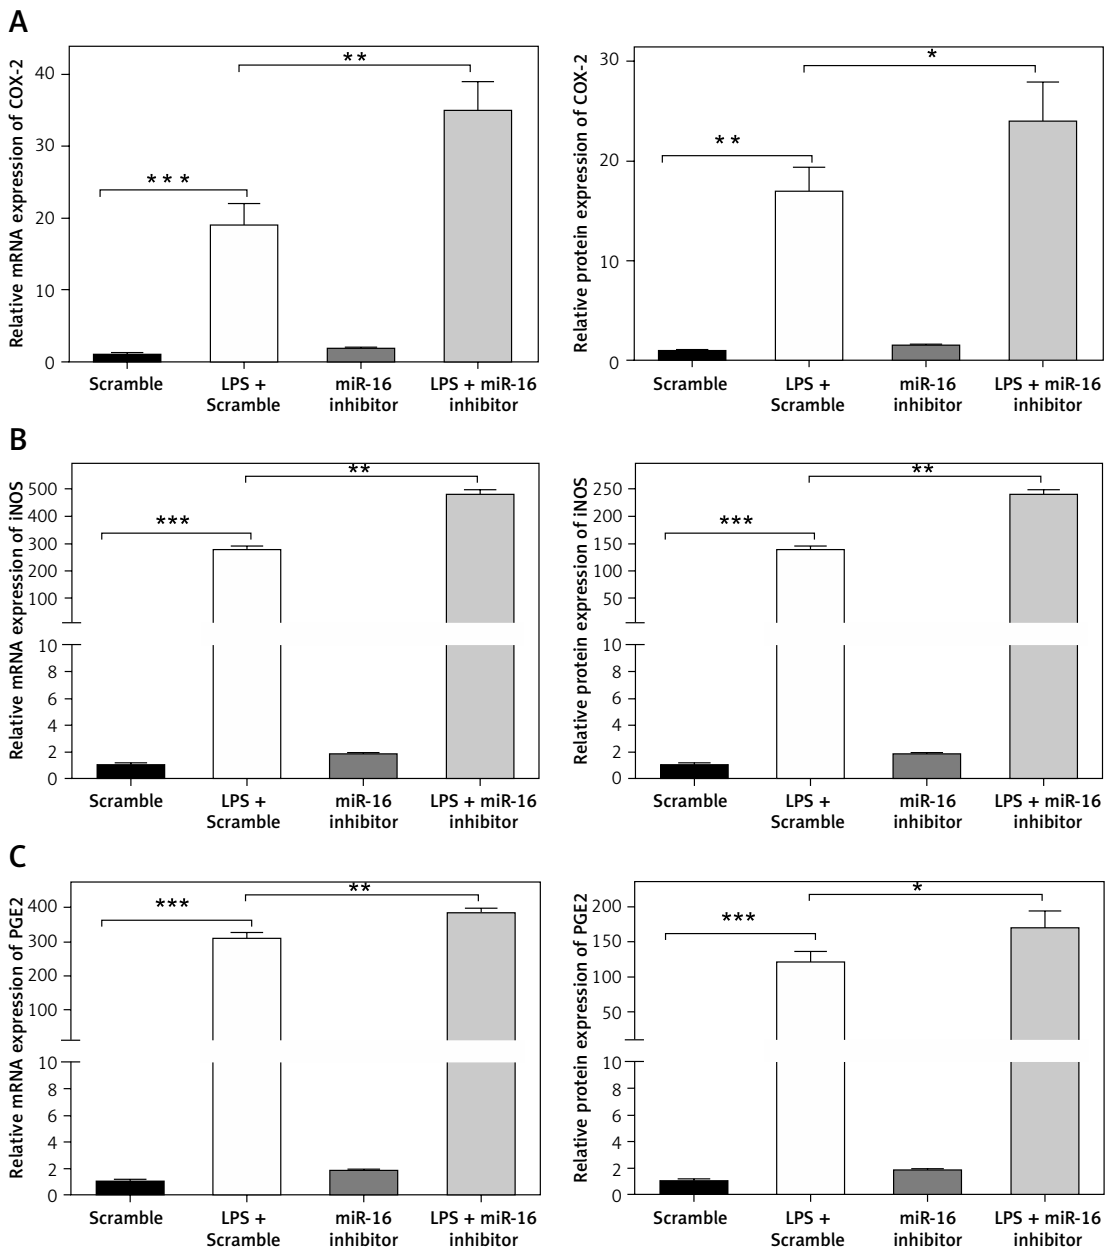 A
Relative mRNA expression of COX-2
40
30
20
10
0
* * *
* *
Scramble
LPS +
Scramble
miR-16
inhibitor
LPS + miR-16
inhibitor
Relative protein expression of COX-2
30
20
10
0
* *
*
Scramble
LPS +
Scramble
miR-16
inhibitor
LPS + miR-16
inhibitor
B
Relative mRNA expression of iNOS
500
400
300
200
100
10
8
6
4
2
0
***
**
Scramble
LPS +
Scramble
miR-16
inhibitor
LPS + miR-16
inhibitor
Relative protein expression of iNOS
250
200
150
100
50
10
8
6
4
2
0
***
**
Scramble
LPS +
Scramble
miR-16
inhibitor
LPS + miR-16
inhibitor
C
Relative mRNA expression of PGE2
400
300
200
100
10
8
6
4
2
0
***
**
Scramble
LPS +
Scramble
miR-16
inhibitor
LPS + miR-16
inhibitor
Relative protein expression of PGE2
200
150
100
50
10
8
6
4
2
0
***
*
Scramble
LPS +
Scramble
miR-16
inhibitor
LPS + miR-16
inhibitor